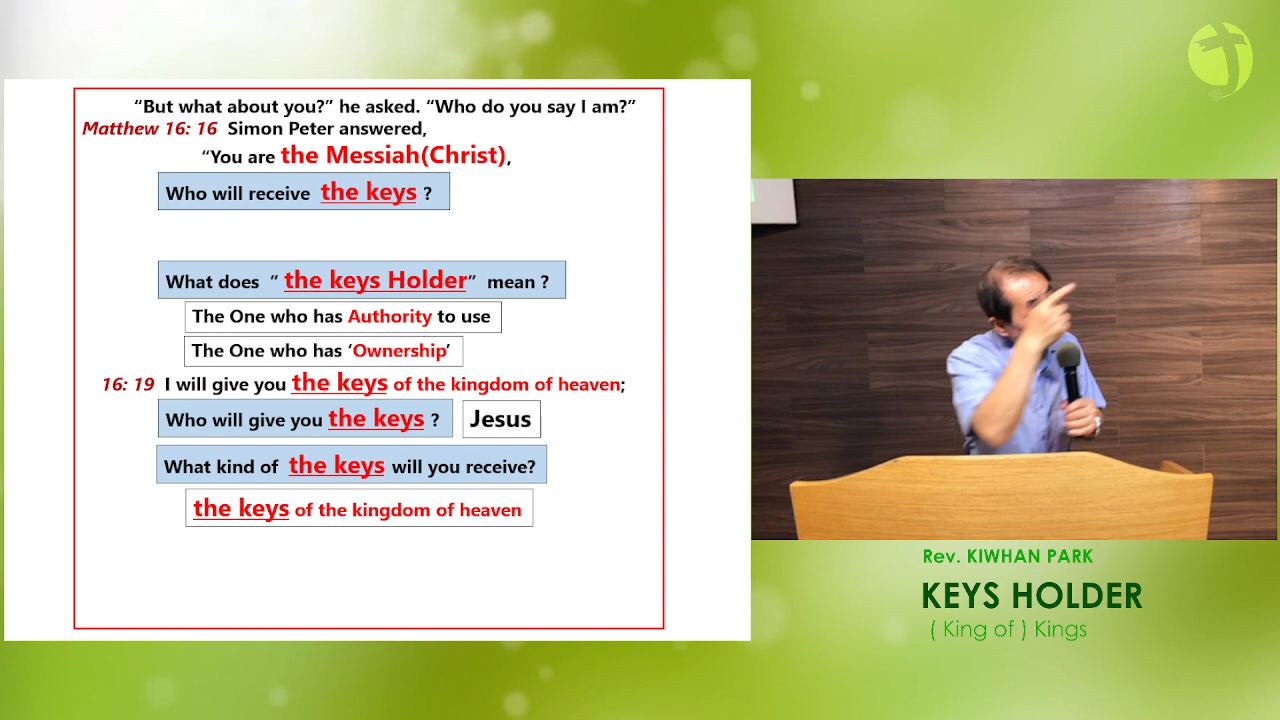 “But what about you?” he asked. “Who do you say I am?”
Matthew 16: 16 Simon Peter answered,
“You are the Messiah(Christ),
Who will receive the keys ?
What does “ the keys Holder” mean ?
The One who has Authority to use
The One who has ‘Ownership’
16: 19 I will give you the keys of the kingdom of heaven;
Who will give you the keys ? Jesus
What kind of the keys will you receive?
the keys of the kingdom of heaven
Rev. KIWHAN PARK
KEYS HOLDER
( King of ) Kings